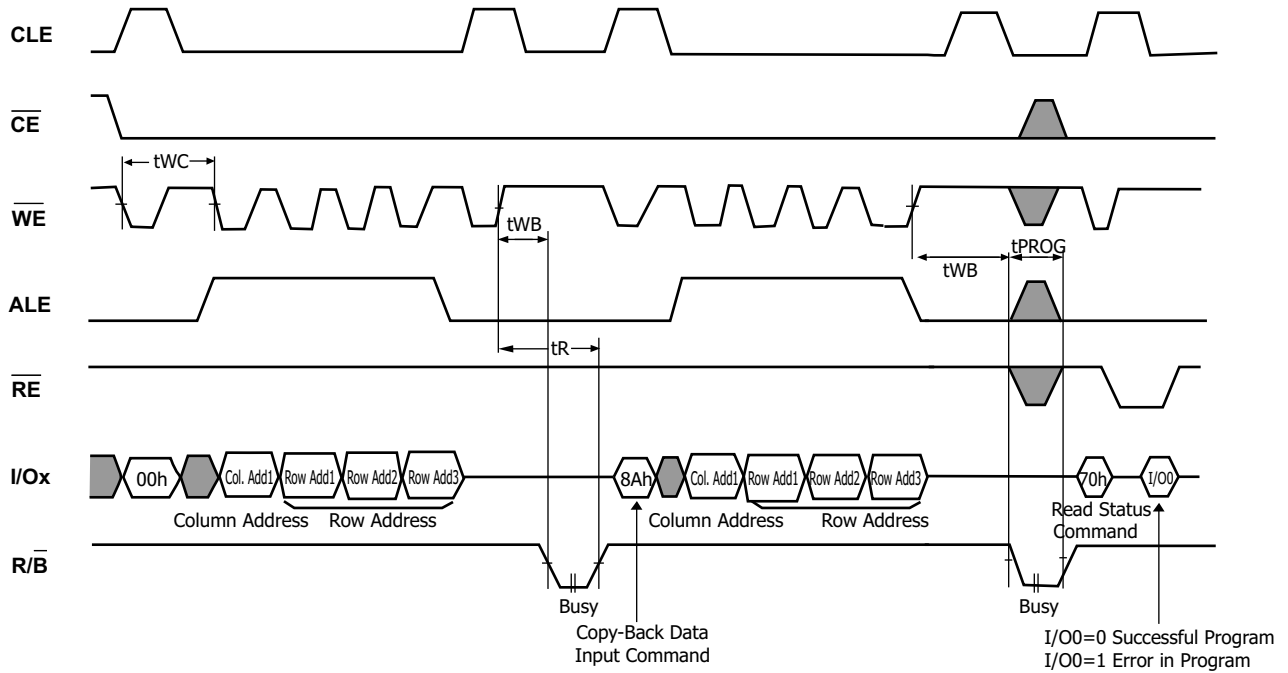 CLE
CE
tWC
WE
tWB
tPROG
tWB
ALE
tR
RE
I/Ox
00h
Col. Add1
Row Add1
Row Add2
Row Add3
8Ah
Col. Add1
Row Add1
Row Add2
Row Add3
70h
I/O0
Column Address
Row Address
Column Address
Row Address
Read Status
Command
R/B
Busy
Busy
Copy-Back Data
Input Command
I/O0=0 Successful Program
I/O0=1 Error in Program